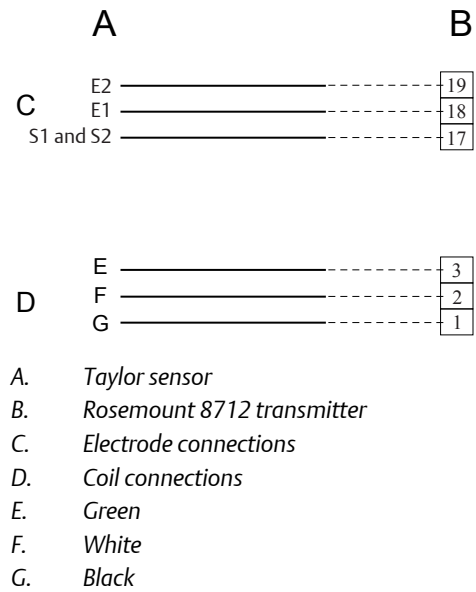 A B
E2 19
C E1 18
S1 and S2 17
E 3
D F 2
G 1
A. Taylor sensor
B. Rosemount 8712 transmitter
C. Electrode connections
D. Coil connections
E. Green
F. White
G. Black